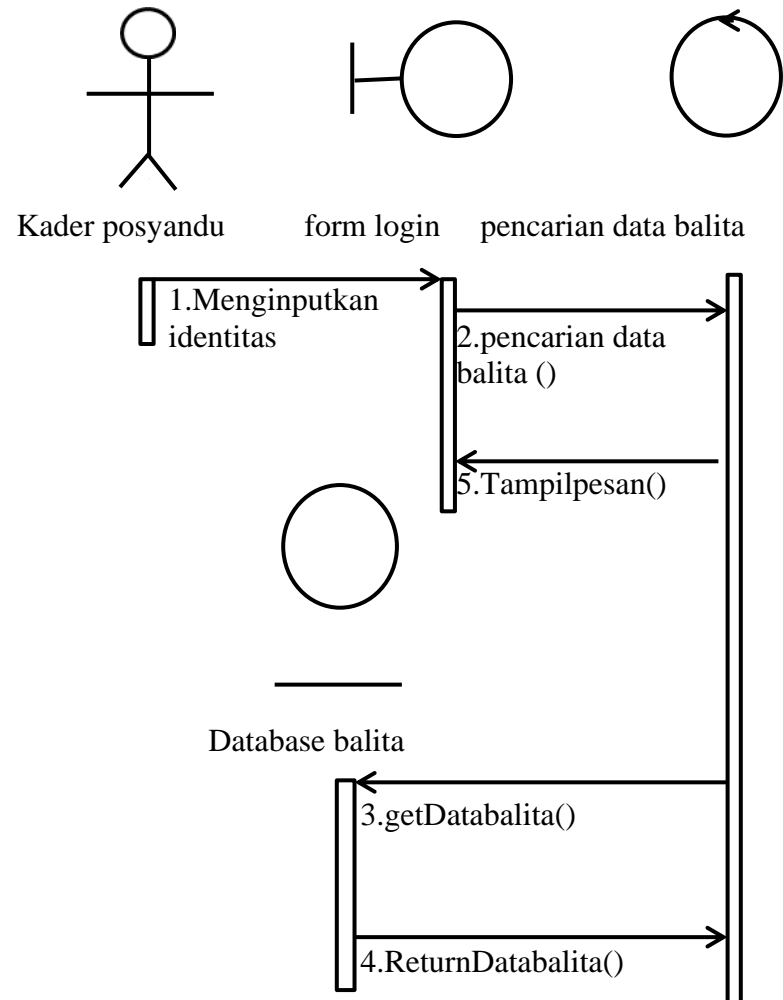 Kader posyandu
form login
pencarian data balita
1.Menginputkan
identitas
2.pencarian data
balita ()
5.Tampilpesan()
Database balita
3.getDatabalita()
4.ReturnDatabalita()